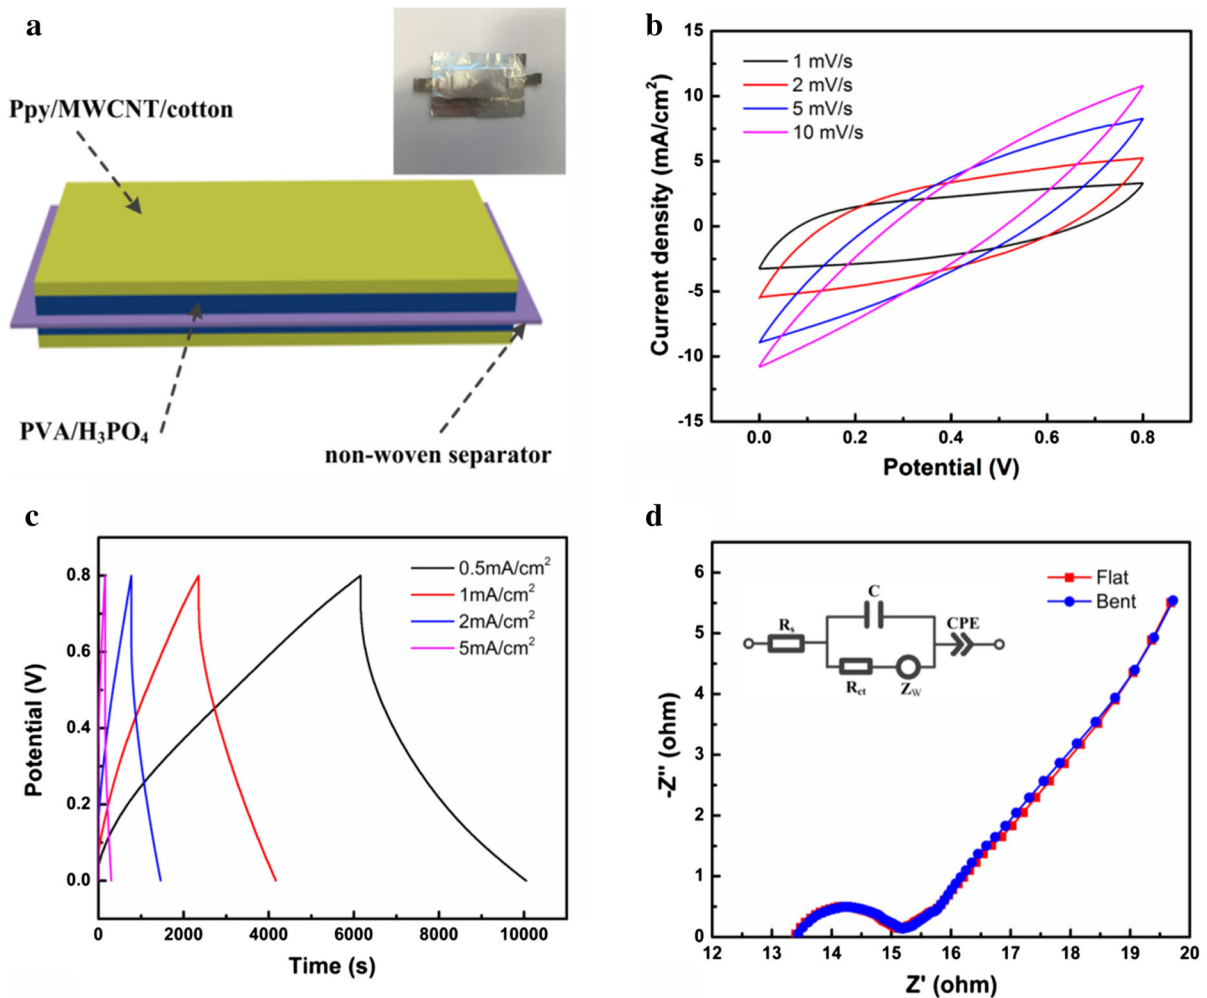 a
Ppy/MWCNT/cotton
PVA/H₃PO₄
non-woven separator
b
15
10
5
0
-5
-10
-15
Current density (mA/cm²)
1 mV/s
2 mV/s
5 mV/s
10 mV/s
0.0 0.2 0.4 0.6 0.8
Potential (V)
c
0.8
0.6
0.4
0.2
0.0
Potential (V)
0.5mA/cm²
1mA/cm²
2mA/cm²
5mA/cm²
0 2000 4000 6000 8000 10000
Time (s)
d
6
5
4
3
2
1
0
-Z'' (ohm)
Flat
Bent
C
Rₛ
CPE
R꜀ₜ
Z_W
12 13 14 15 16 17 18 19 20
Z' (ohm)